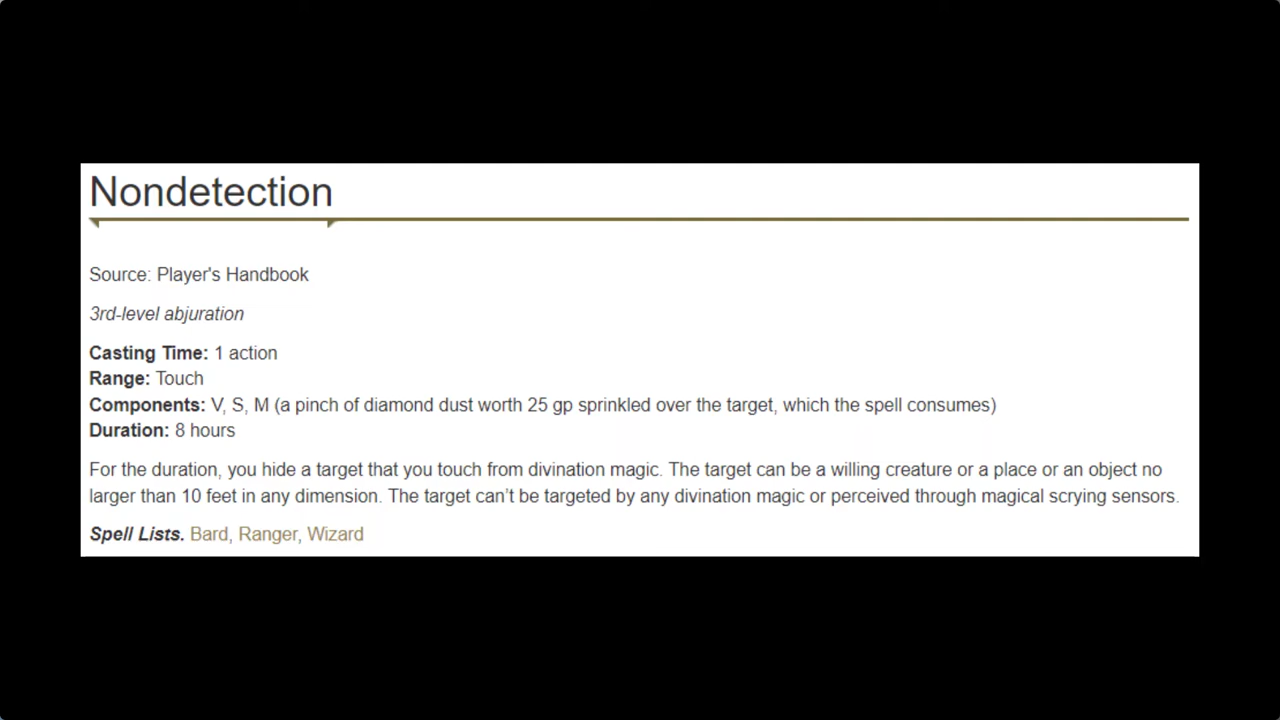 Nondetection
Source: Player's Handbook
3rd-level abjuration
Casting Time: 1 action
Range: Touch
Components: V, S, M (a pinch of diamond dust worth 25 gp sprinkled over the target, which the spell consumes)
Duration: 8 hours
For the duration, you hide a target that you touch from divination magic. The target can be a willing creature or a place or an object no
larger than 10 feet in any dimension. The target can’t be targeted by any divination magic or perceived through magical scrying sensors.
Spell Lists. Bard, Ranger, Wizard